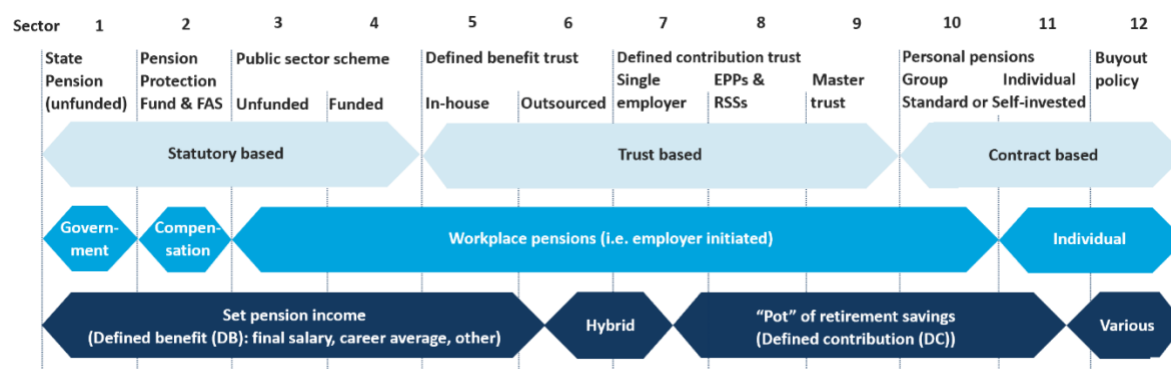 Sector 1 2 3 4 5 6 7 8 9 10 11 12
State Pension (unfunded)
Pension Protection Fund & FAS
Public sector scheme
Unfunded Funded
Defined benefit trust
In-house Outsourced
Defined contribution trust
Single employer
EPPs & RSSs
Master trust
Personal pensions
Group Individual
Standard or Self-invested
Buyout policy
Statutory based
Trust based
Contract based
Govern-
ment
Compen-
sation
Workplace pensions (i.e. employer initiated)
Individual
Set pension income
(Defined benefit (DB): final salary, career average, other)
Hybrid
“Pot” of retirement savings
(Defined contribution (DC))
Various